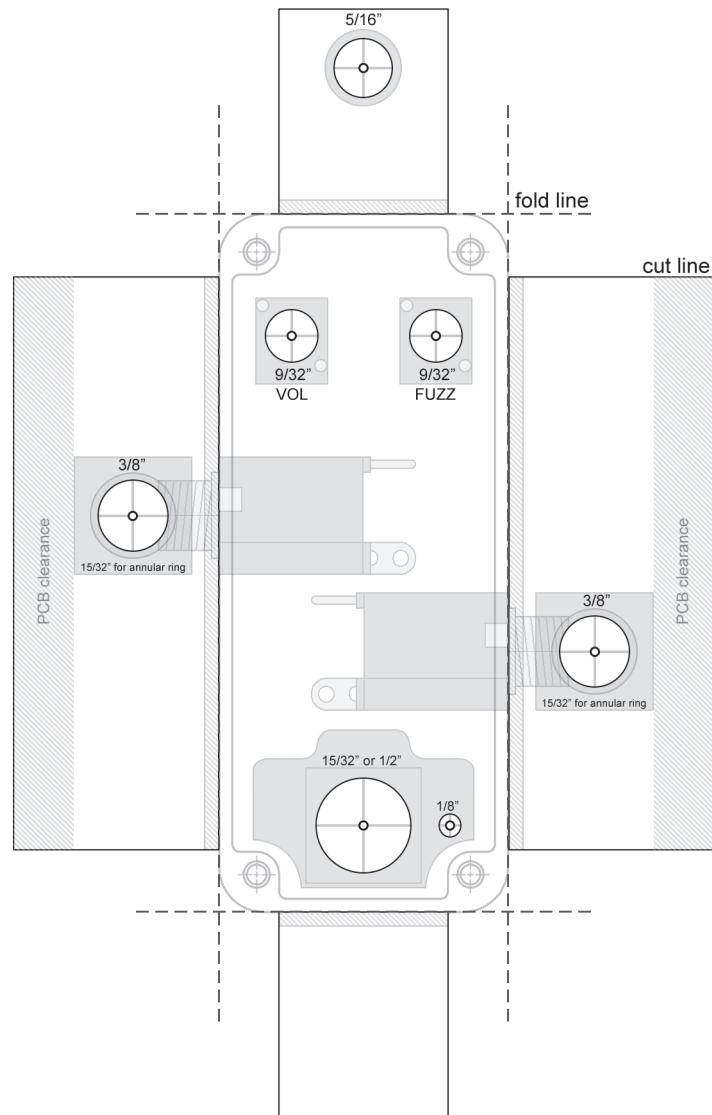 5/16”
fold line
cut line
9/32”
VOL
9/32”
FUZZ
3/8”
15/32” for annular ring
PCB clearance
3/8”
15/32” for annular ring
PCB clearance
15/32” or 1/2”
1/8”